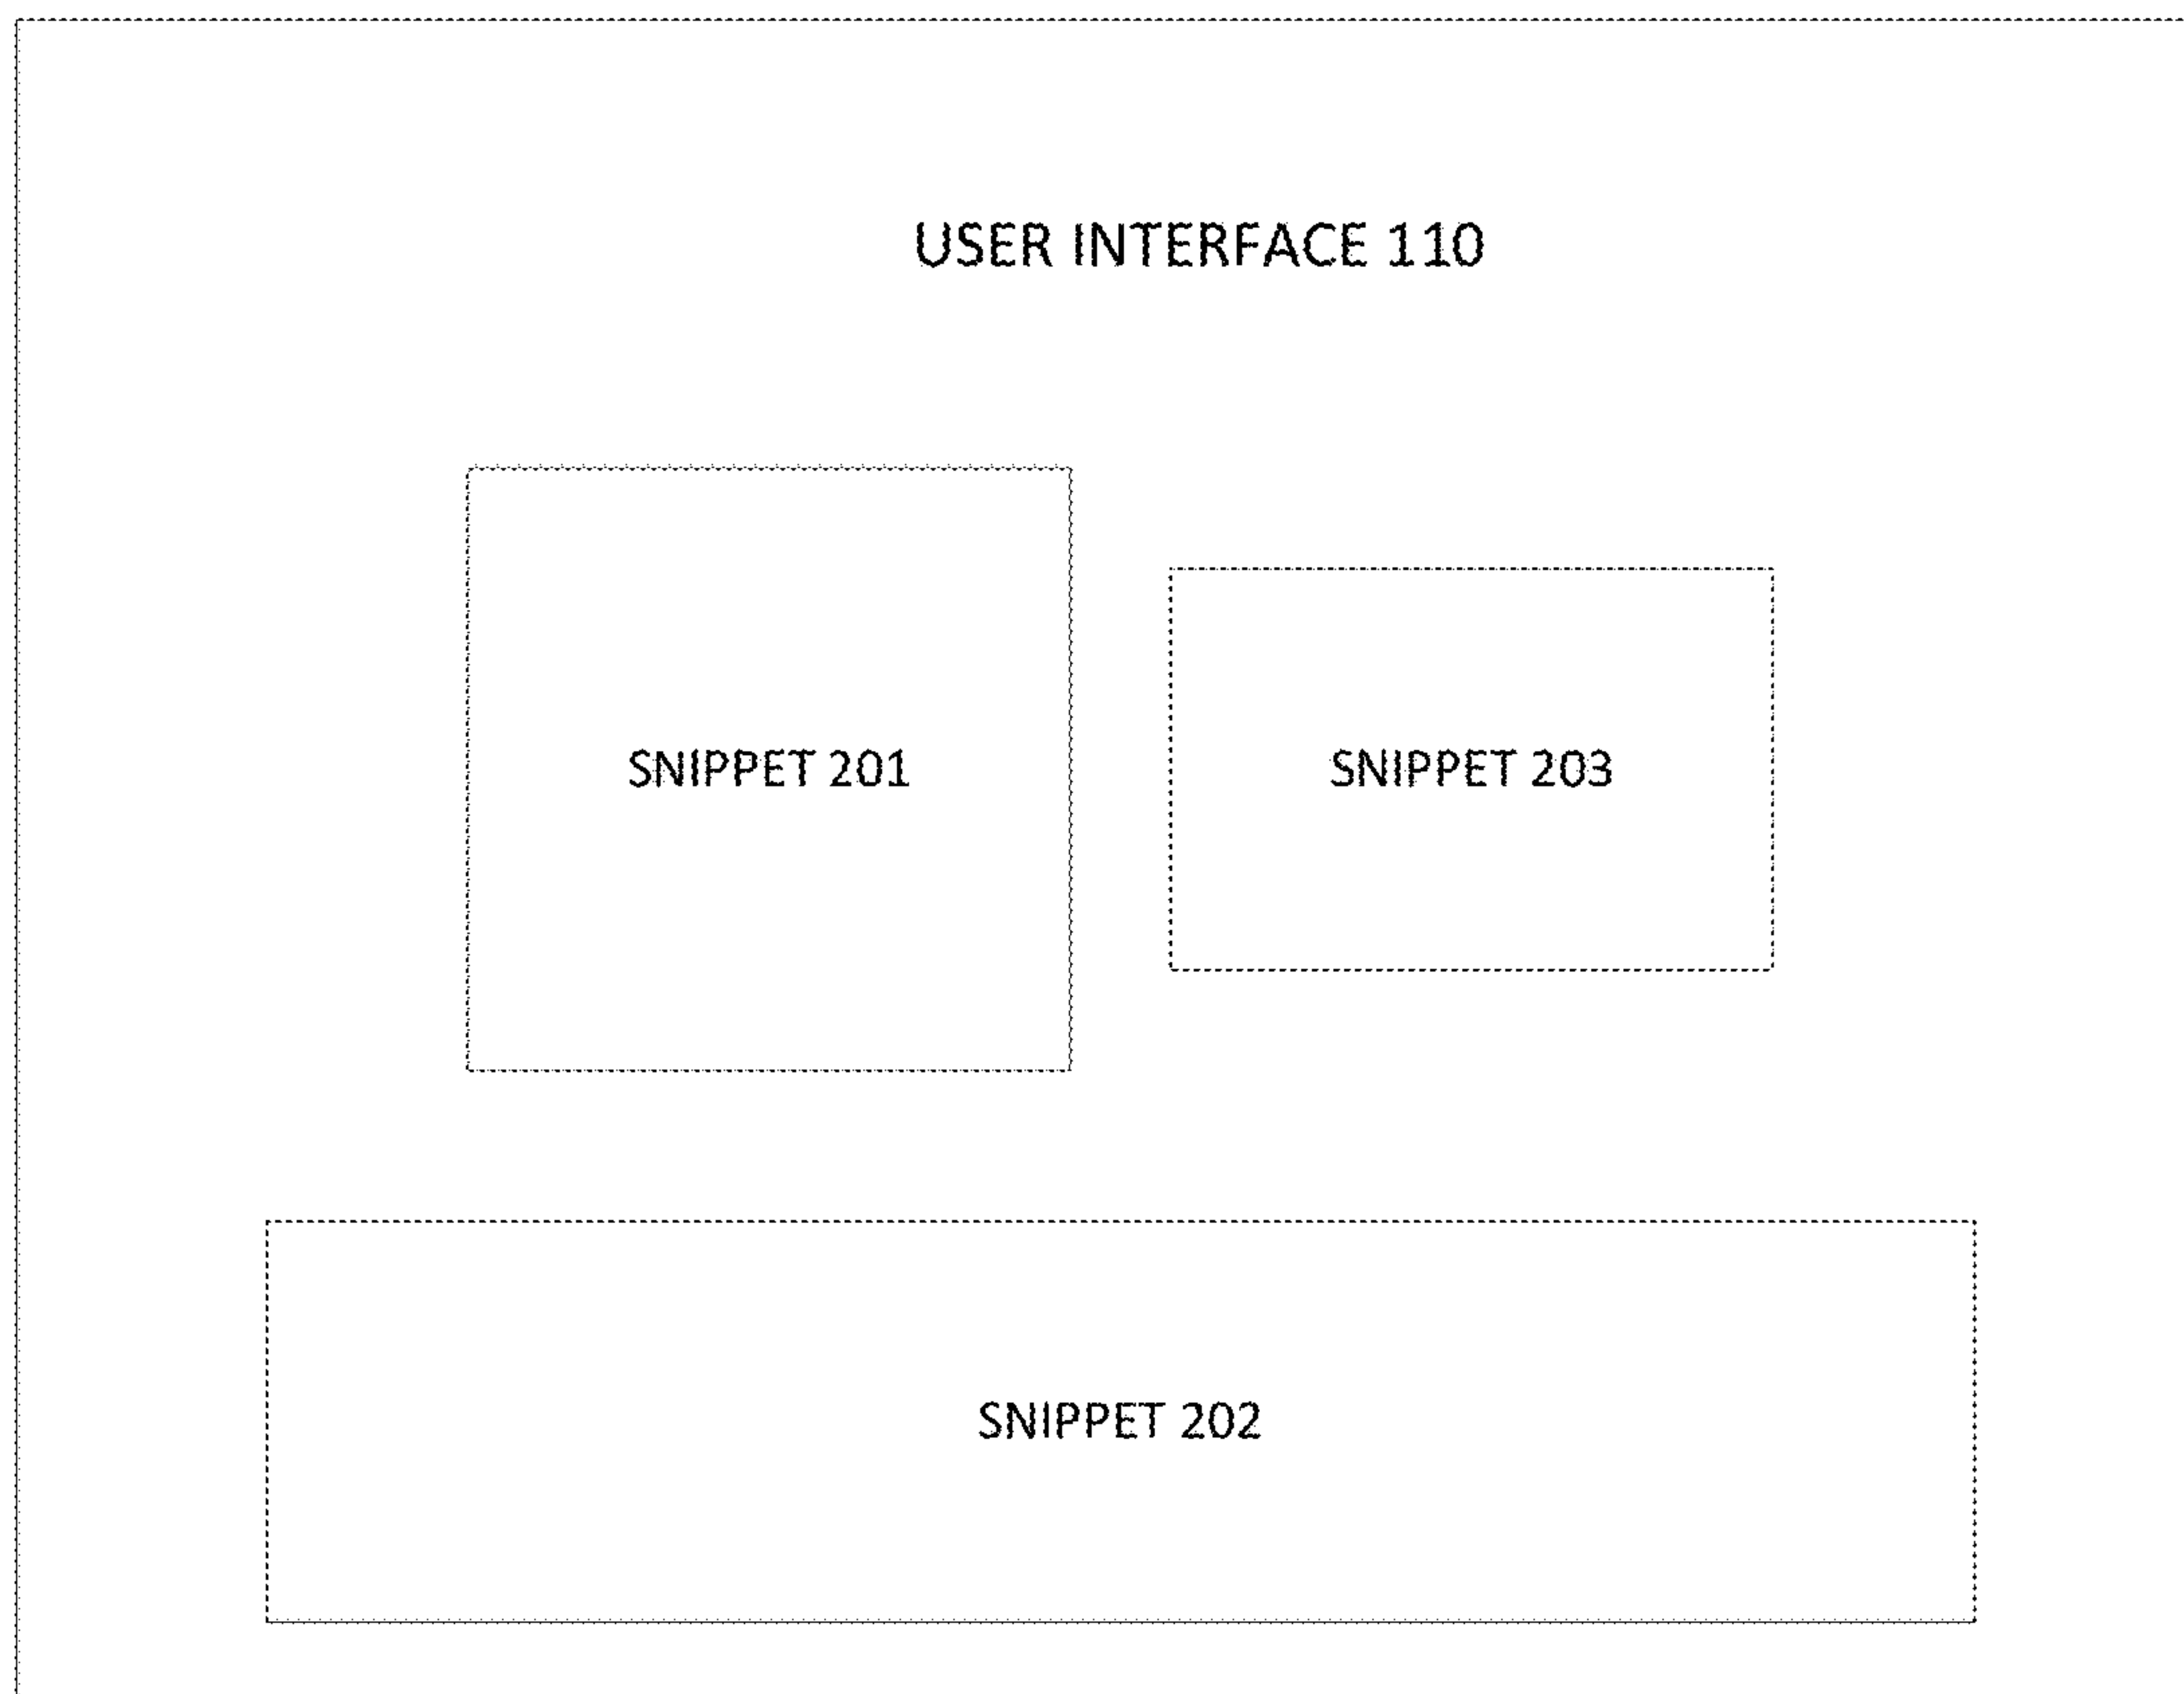 USER INTERFACE 110
SNIPPET 201
SNIPPET 203
SNIPPET 202